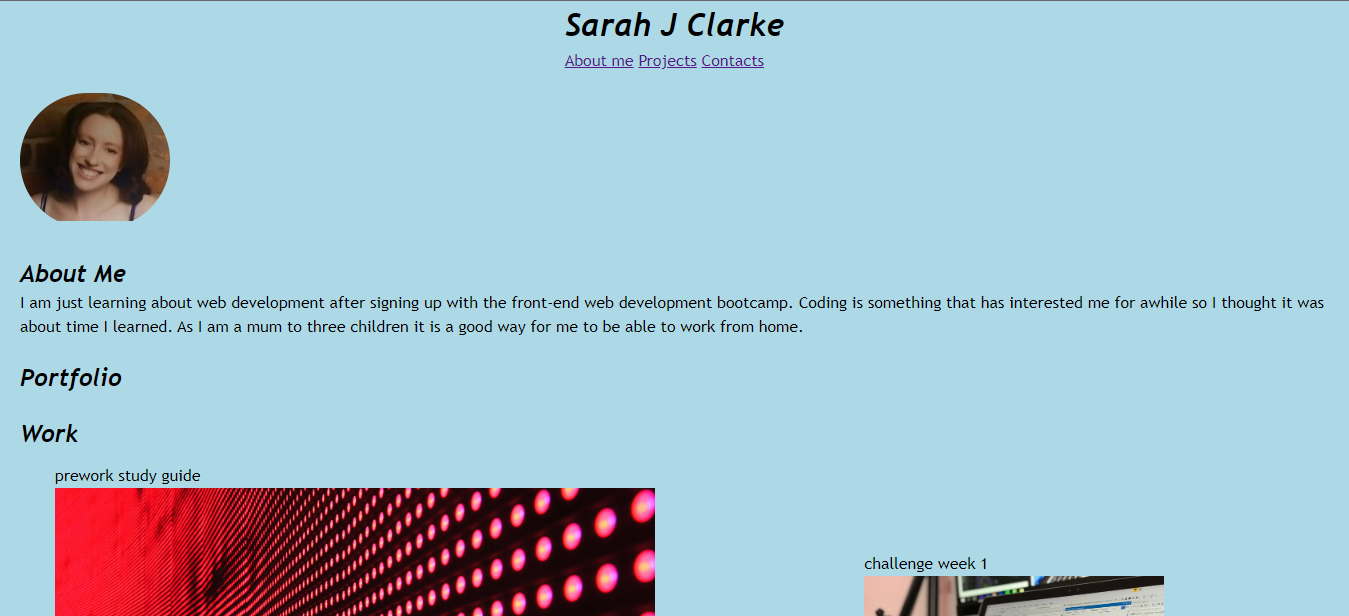 Sarah J Clarke
About me Projects Contacts
About Me
I am just learning about web development after signing up with the front-end web development bootcamp. Coding is something that has interested me for awhile so I thought it was
about time I learned. As I am a mum to three children it is a good way for me to be able to work from home.
Portfolio
Work
prework study guide
challenge week 1